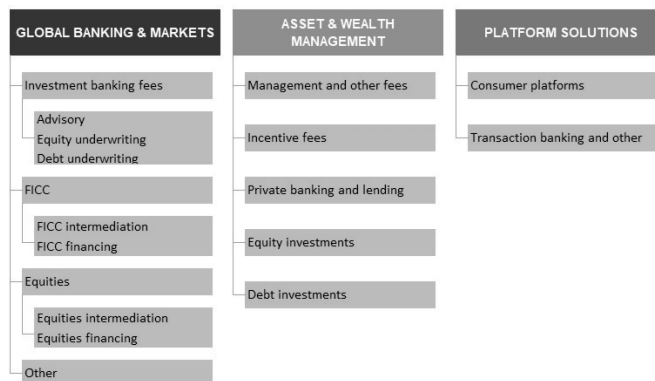 GLOBAL BANKING & MARKETS
Investment banking fees
Advisory
Equity underwriting
Debt underwriting
FICC
FICC intermediation
FICC financing
Equities
Equities intermediation
Equities financing
Other
ASSET & WEALTH
MANAGEMENT
Management and other fees
Incentive fees
Private banking and lending
Equity investments
Debt investments
PLATFORM SOLUTIONS
Consumer platforms
Transaction banking and other